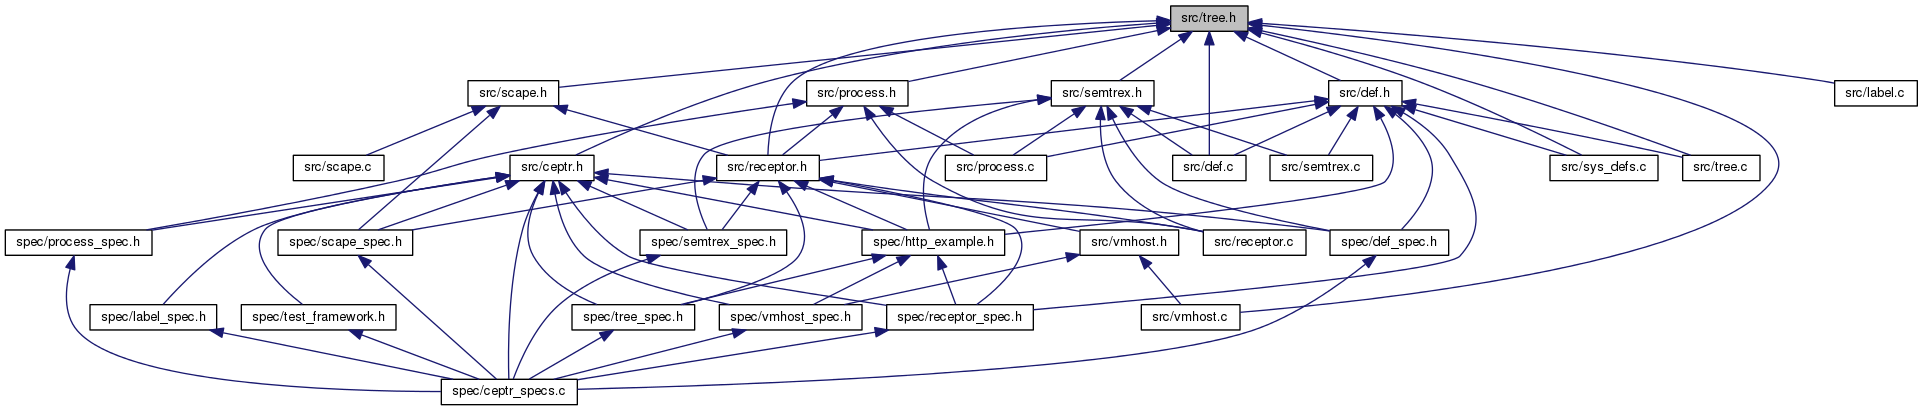 src/tree.h
src/scape.h
src/process.h
src/semtrex.h
src/def.h
src/label.c
src/scape.c
src/ceptr.h
src/receptor.h
src/process.c
src/def.c
src/semtrex.c
src/sys_defs.c
src/tree.c
spec/process_spec.h
spec/scape_spec.h
spec/semtrex_spec.h
spec/http_example.h
src/vmhost.h
src/receptor.c
spec/def_spec.h
spec/label_spec.h
spec/test_framework.h
spec/tree_spec.h
spec/vmhost_spec.h
spec/receptor_spec.h
src/vmhost.c
spec/ceptr_specs.c